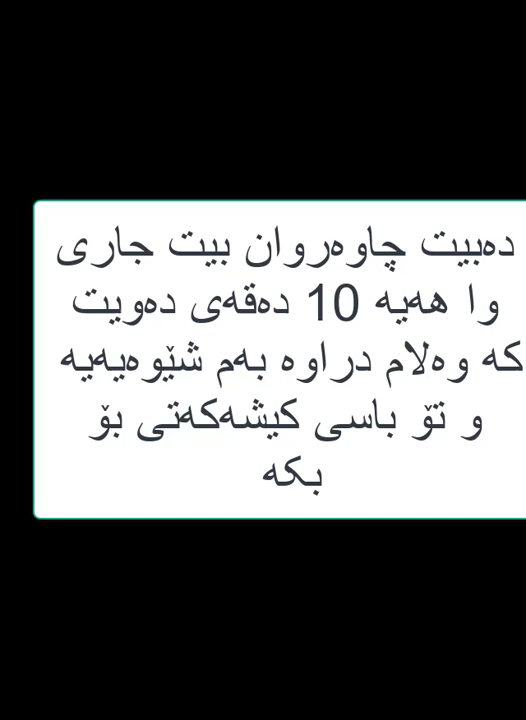 دەبیت چاوەروان بیت جاری
وا هەیە 10 دەقەی دەویت
کە وەلام دراوە بەم شێوەیەیە
و تۆ باسی کیشەکەتی بۆ
بکە